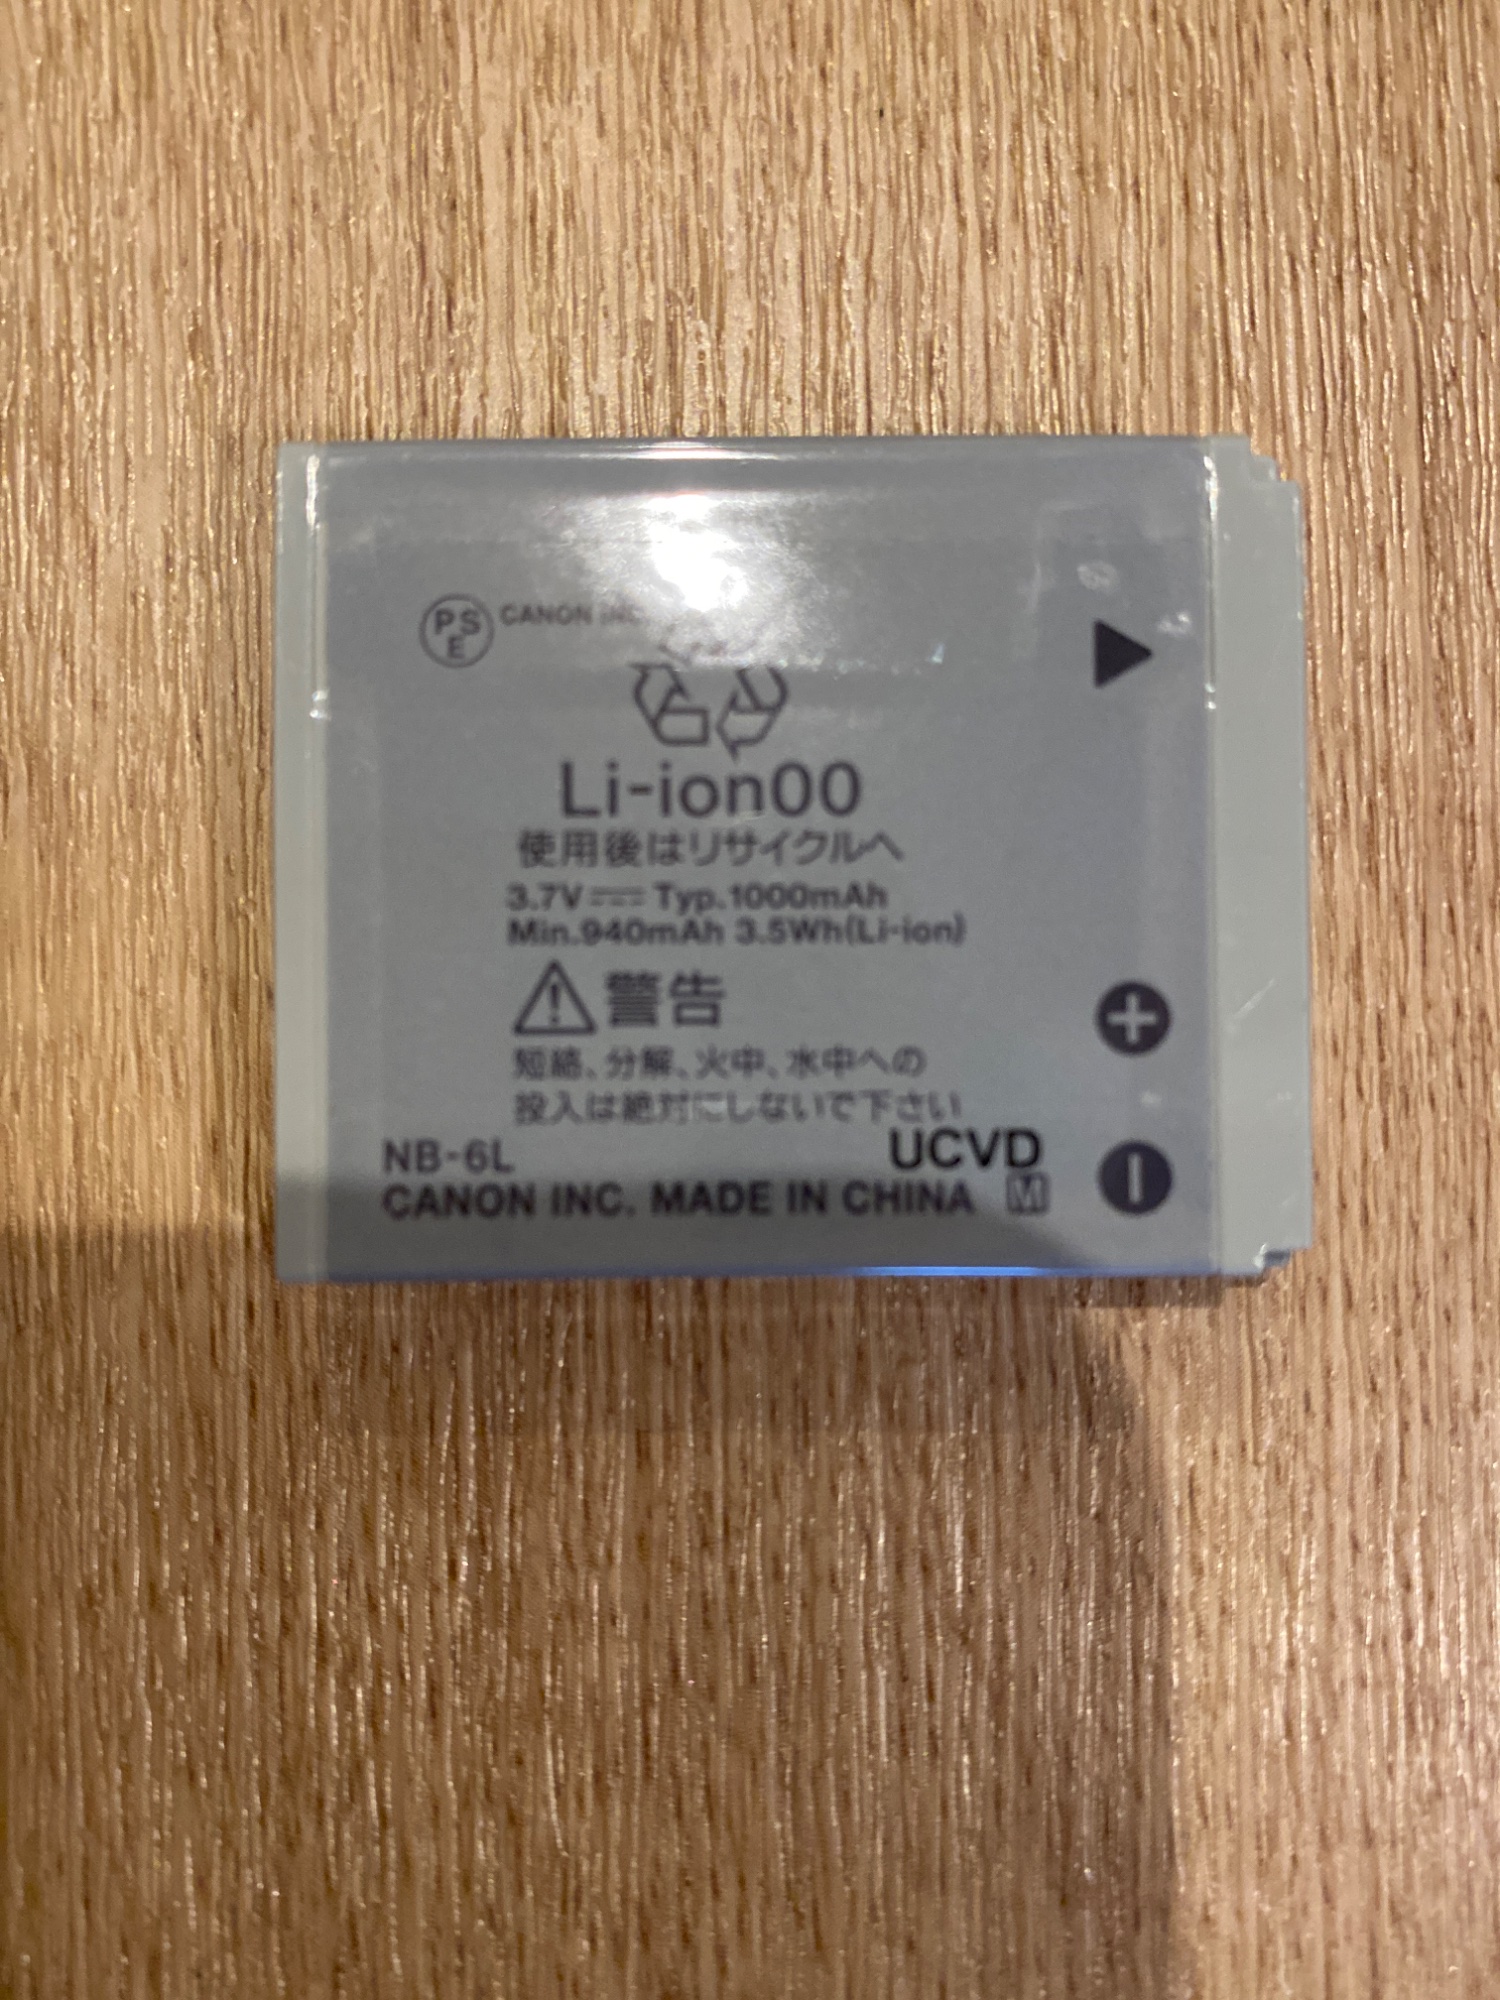 PSE CANON INC.
Li-ion00
使用後はリサイクルへ
3.7V⎓Typ.1000mAh
Min.940mAh 3.5Wh(Li-ion)
警告
短絡、分解、火中、水中への
投入は絶対にしないで下さい
NB-6L UCVD
CANON INC. MADE IN CHINA M